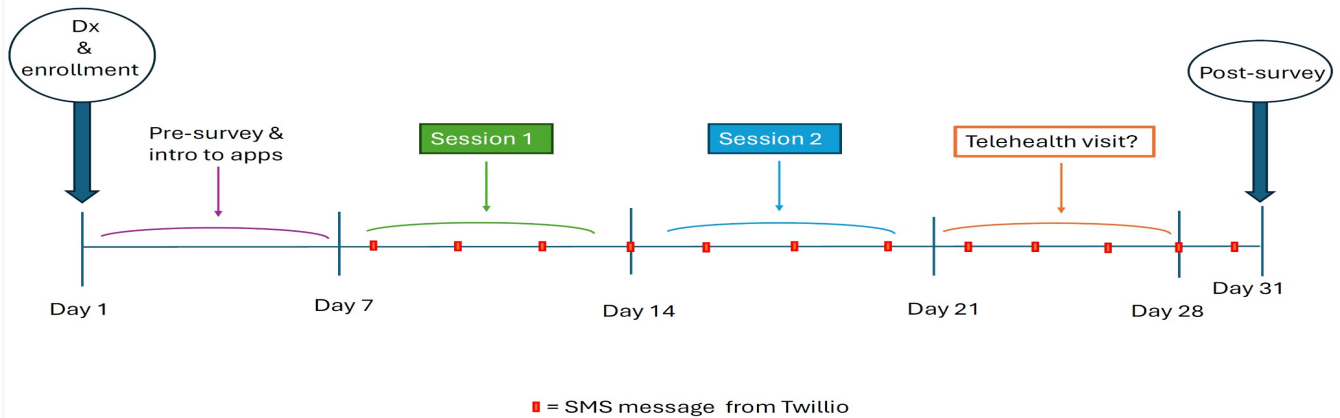 Dx
&
enrollment
Post-survey
Pre-survey &
intro to apps
Session 1
Session 2
Telehealth visit?
Day 1
Day 7
Day 14
Day 21
Day 28
Day 31
= SMS message from Twillio